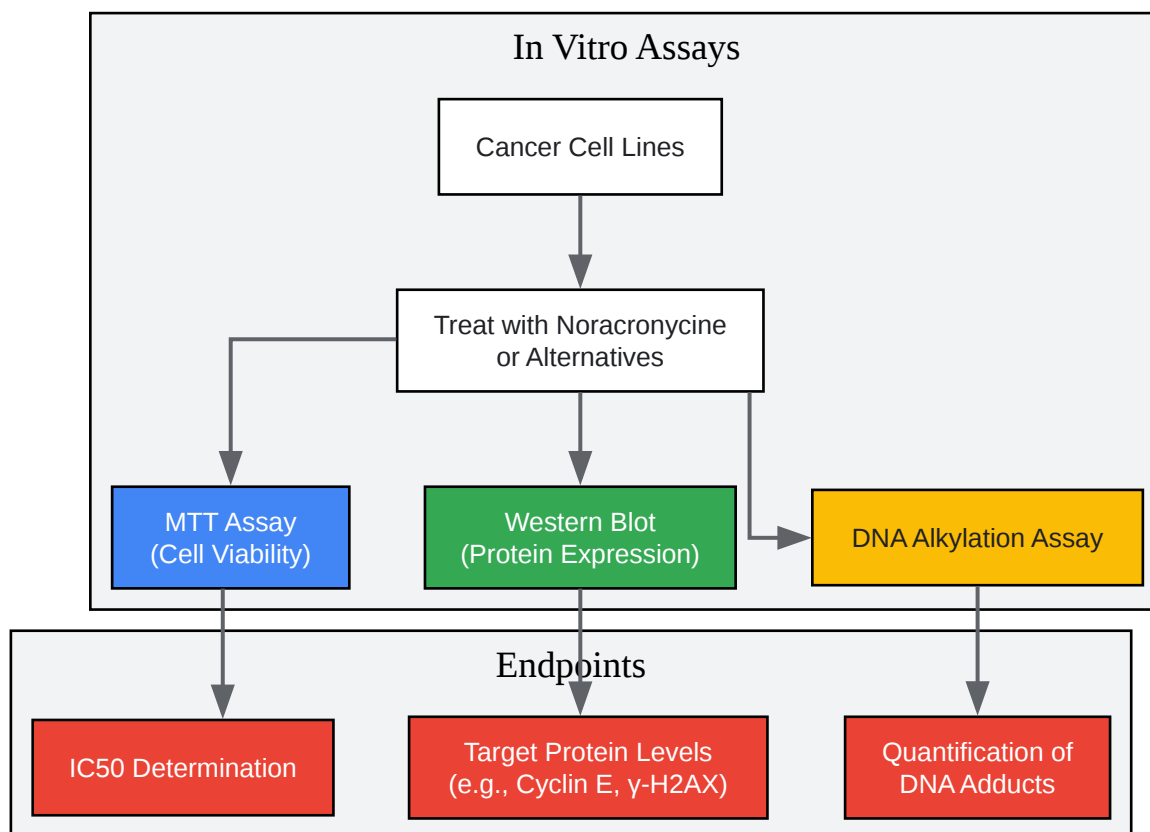 In Vitro Assays
Cancer Cell Lines
Treat with Noracronycine
or Alternatives
MTT Assay
(Cell Viability)
Western Blot
(Protein Expression)
DNA Alkylation Assay
Endpoints
IC50 Determination
Target Protein Levels
(e.g., Cyclin E, γ-H2AX)
Quantification of
DNA Adducts